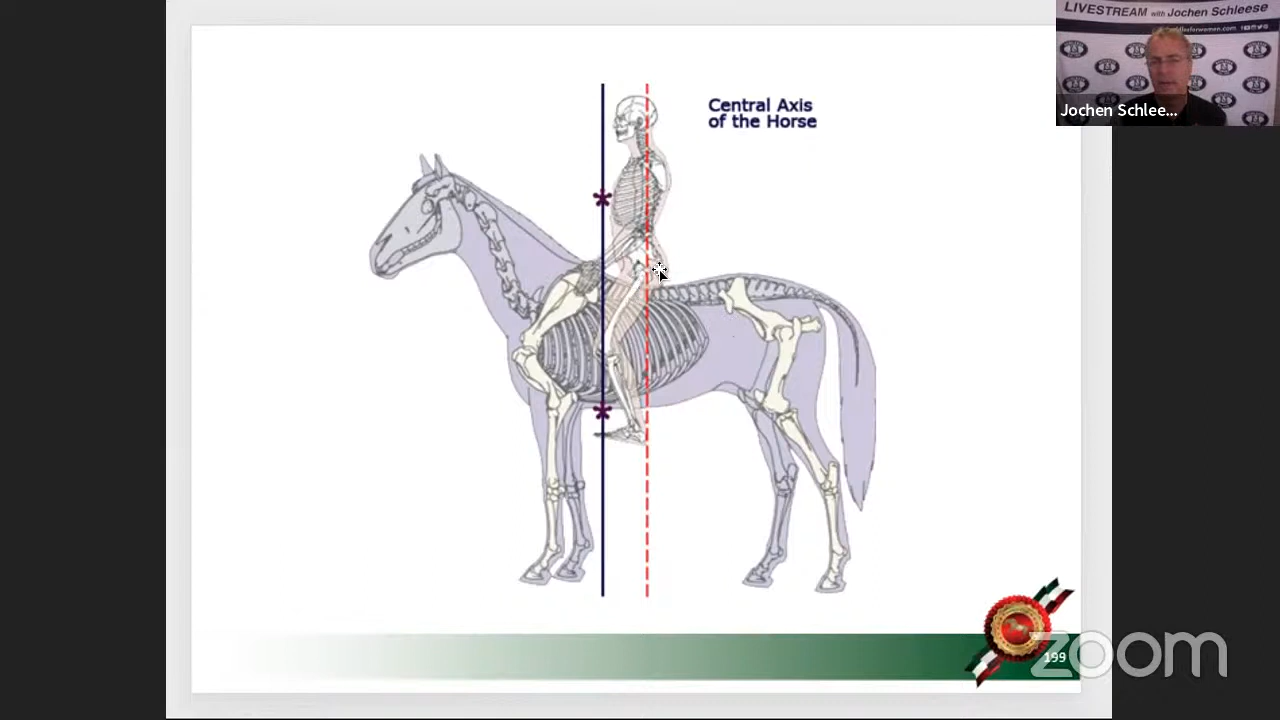 LIVESTREAM with Jochen Schleese
Jochen Schlee...
Central Axis
of the Horse
199
zoom